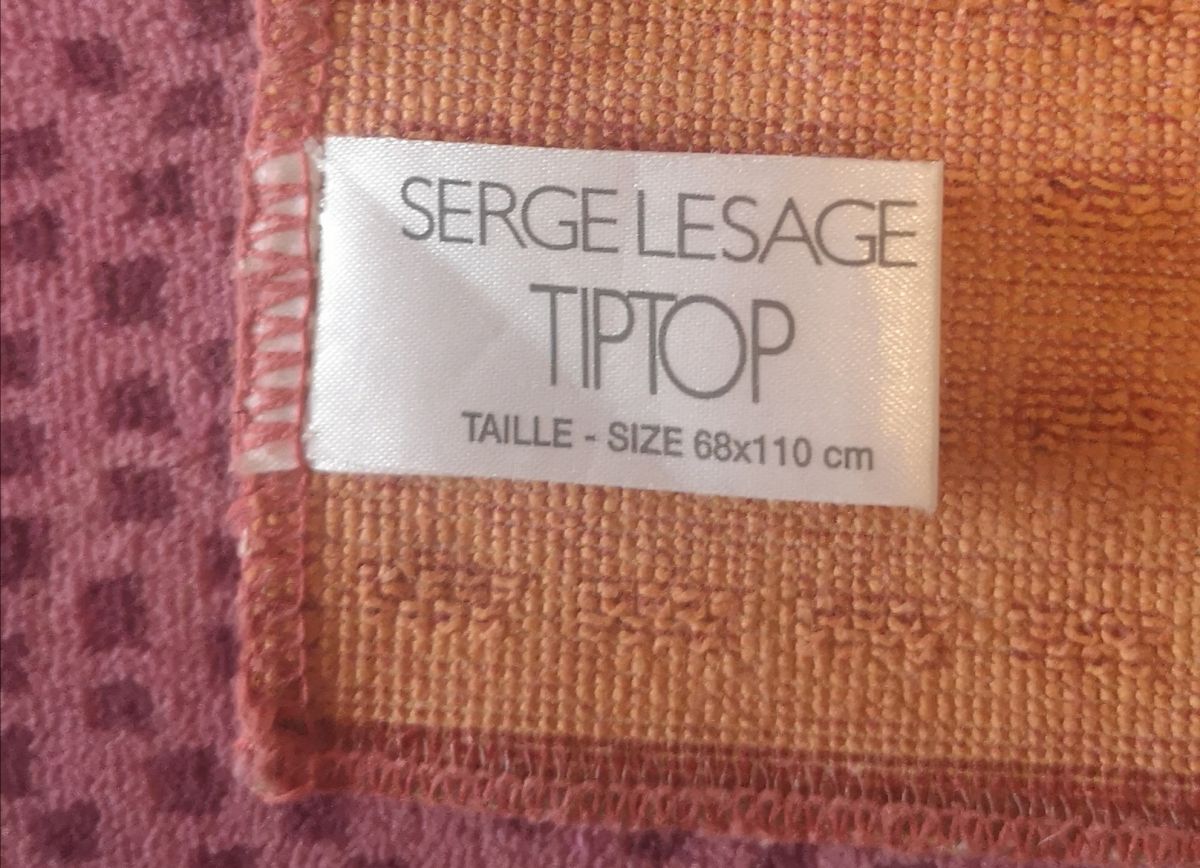 SERGE LESAGE
TIPTOP
TAILLE - SIZE 68x110 cm